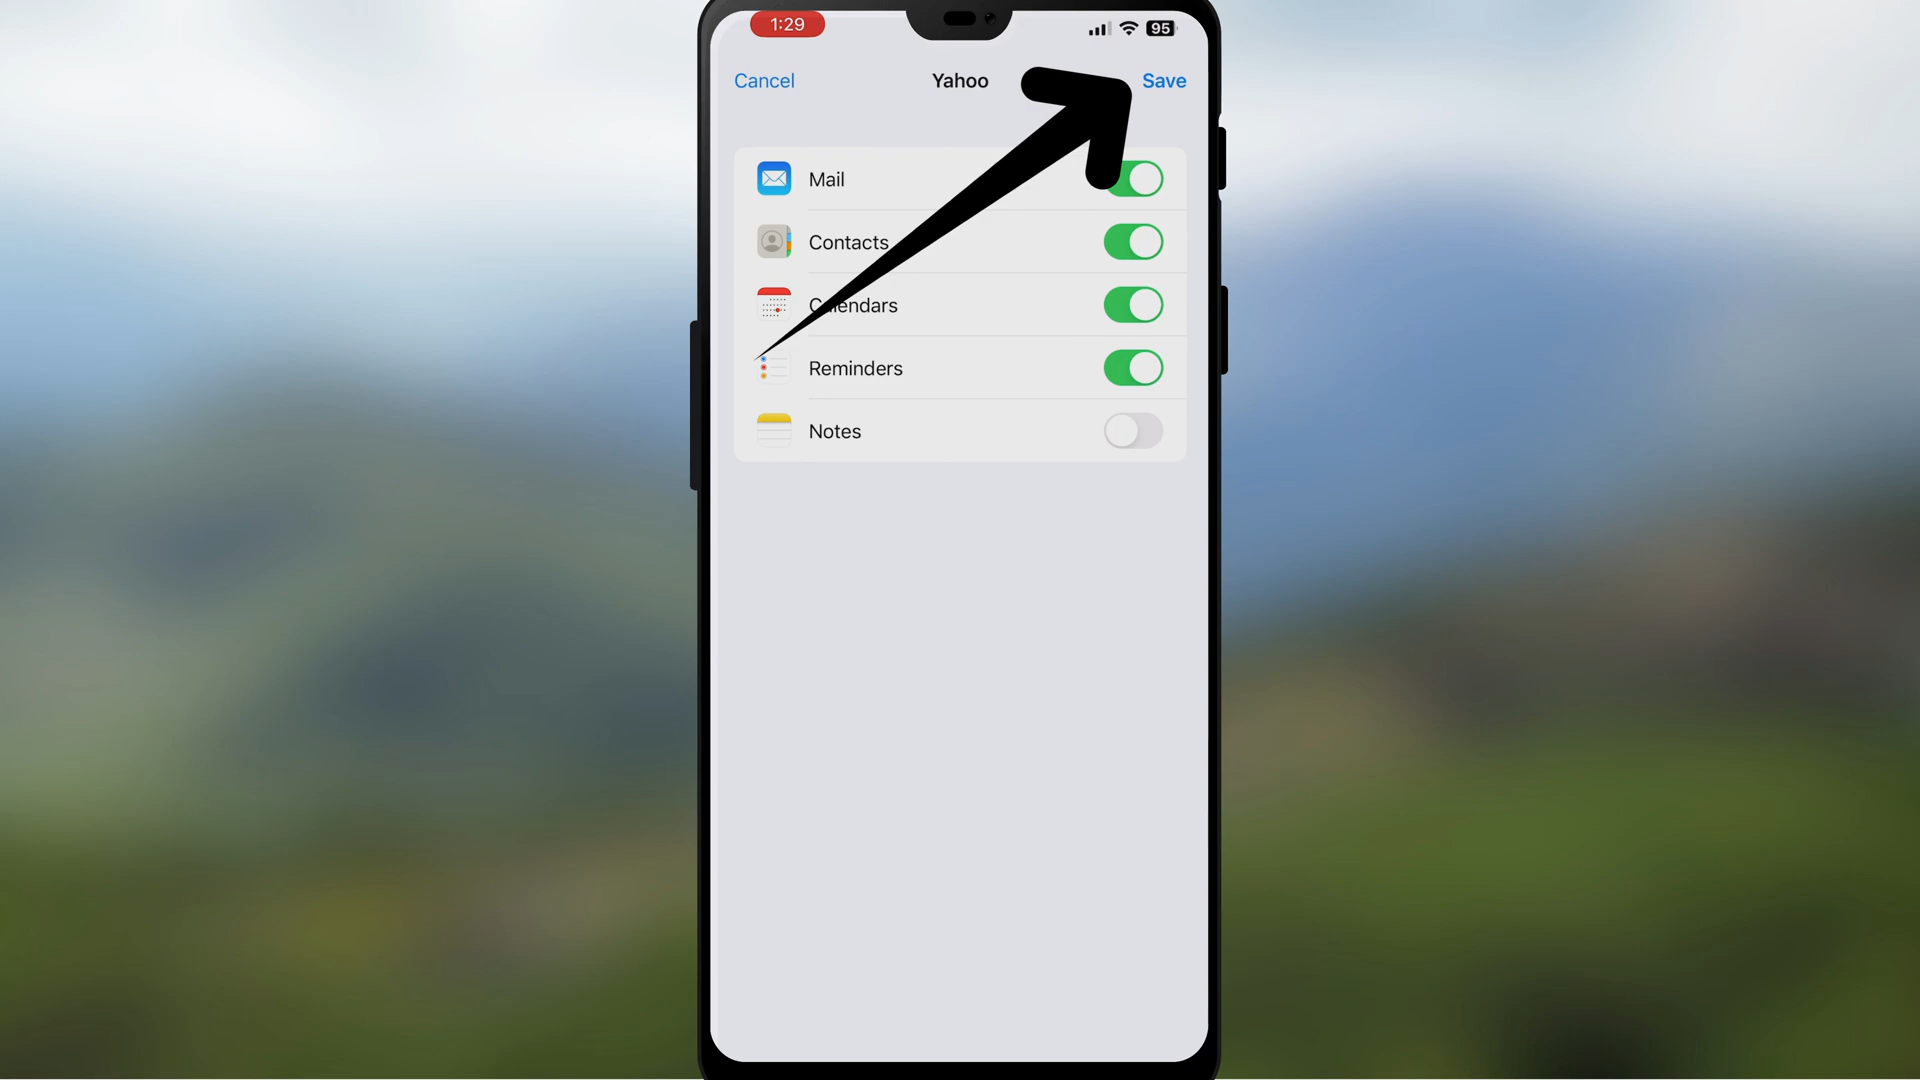 1:29
95
Cancel
Yahoo
Save
Mail
Contacts
Calendars
Reminders
Notes